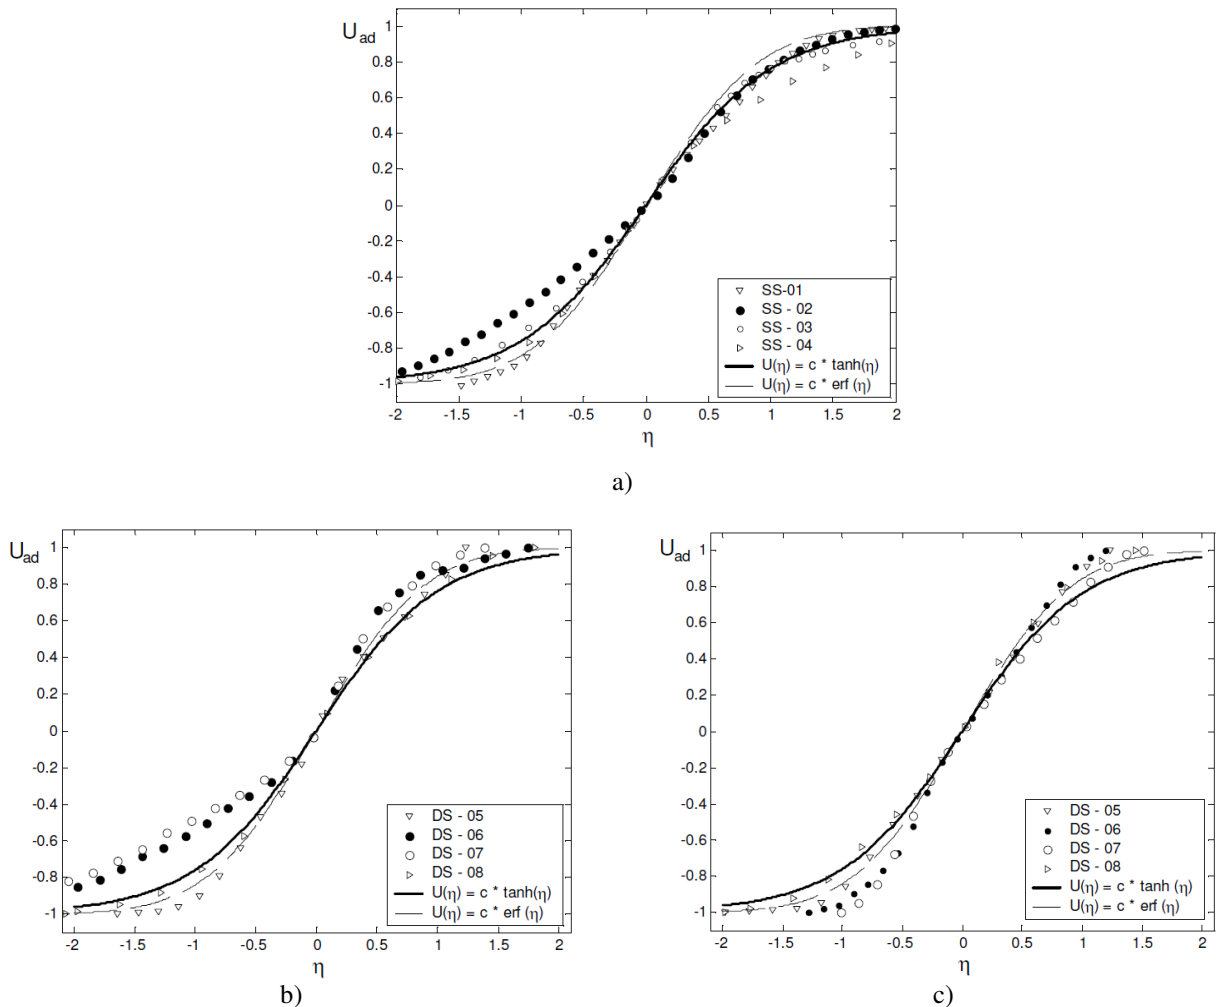 U_ad
1
0.8
0.6
0.4
0.2
0
-0.2
-0.4
-0.6
-0.8
-1
-2 -1.5 -1 -0.5 0 0.5 1 1.5 2
η
SS-01
SS - 02
SS - 03
SS - 04
U(η) = c * tanh(η)
U(η) = c * erf (η)
a)
U_ad
1
0.8
0.6
0.4
0.2
0
-0.2
-0.4
-0.6
-0.8
-1
-2 -1.5 -1 -0.5 0 0.5 1 1.5 2
η
DS - 05
DS - 06
DS - 07
DS - 08
U(η) = c * tanh(η)
U(η) = c * erf (η)
b)
U_ad
1
0.8
0.6
0.4
0.2
0
-0.2
-0.4
-0.6
-0.8
-1
-2 -1.5 -1 -0.5 0 0.5 1 1.5 2
η
DS - 05
DS - 06
DS - 07
DS - 08
U(η) = c * tanh (η)
U(η) = c * erf (η)
c)